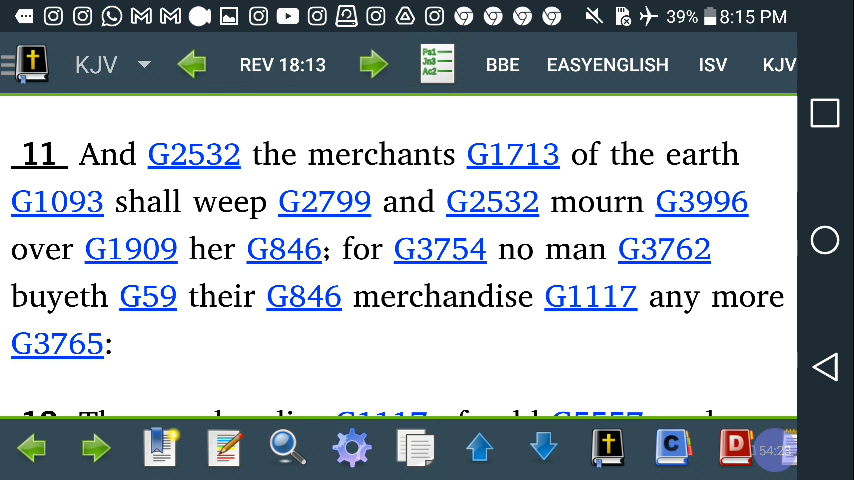 39% 8:15 PM
KJV REV 18:13 Ps1 Jn3 Ac2 BBE EASYENGLISH ISV KJV
11 And G2532 the merchants G1713 of the earth
G1093 shall weep G2799 and G2532 mourn G3996
over G1909 her G846; for G3754 no man G3762
buyeth G59 their G846 merchandise G1117 any more
G3765:
C D 54:23